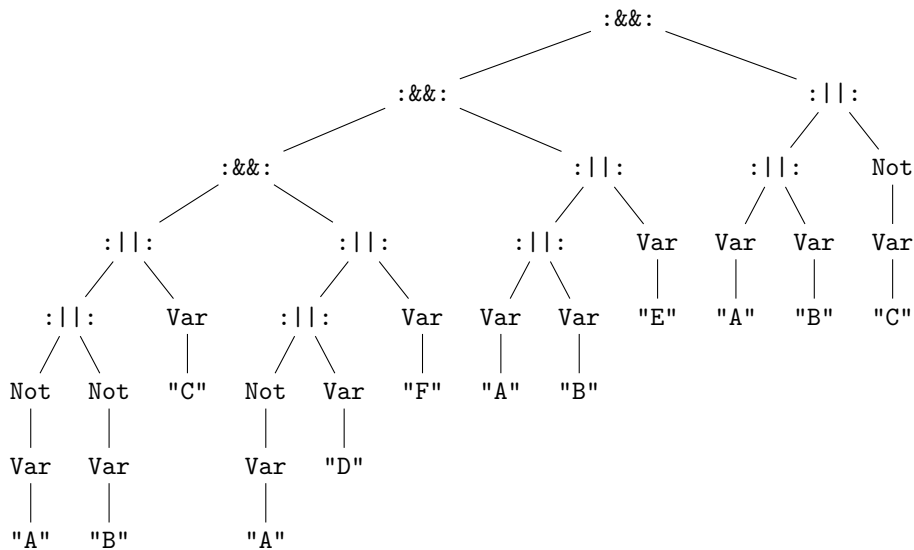 :&&:
:&&: :||:
:&&: :||: :||: Not
:||: :||: :||: Var Var Var Var
:||: Var :||: Var Var Var "E" "A" "B" "C"
Not Not "C" Not Var "F" "A" "B"
Var Var Var "D"
"A" "B" "A"